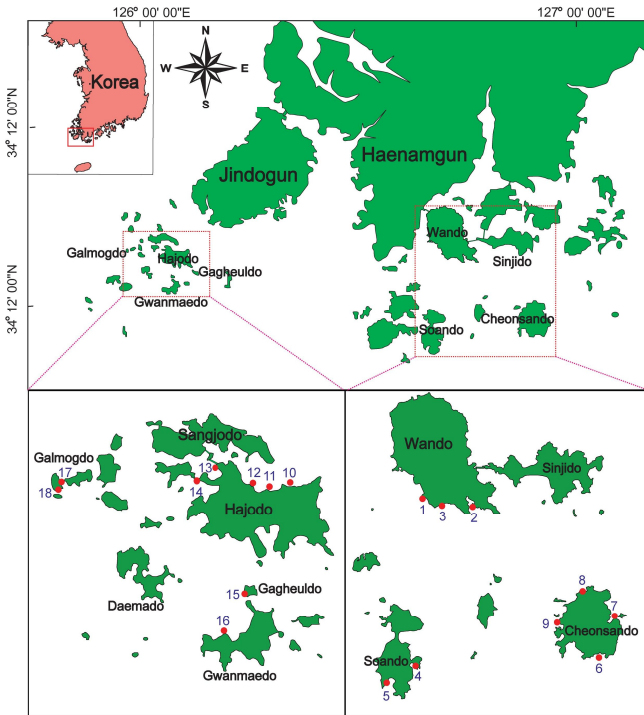 126° 00' 00"E
127° 00' 00"E
N
W E
S
Korea
34° 12' 00"N
34° 12' 00"N
Jindogun
Haenamgun
Wando
Sinjido
Galmogdo
Hajodo
Gagheuldo
Gwanmaedo
Soando
Cheonsando
Sangjodo
Galmogdo
17
18
13
12
11
10
14
Hajodo
15
Gagheuldo
Daemado
16
Gwanmaedo
Wando
Sinjido
1
3
2
8
7
9
Cheonsando
6
Soando
4
5